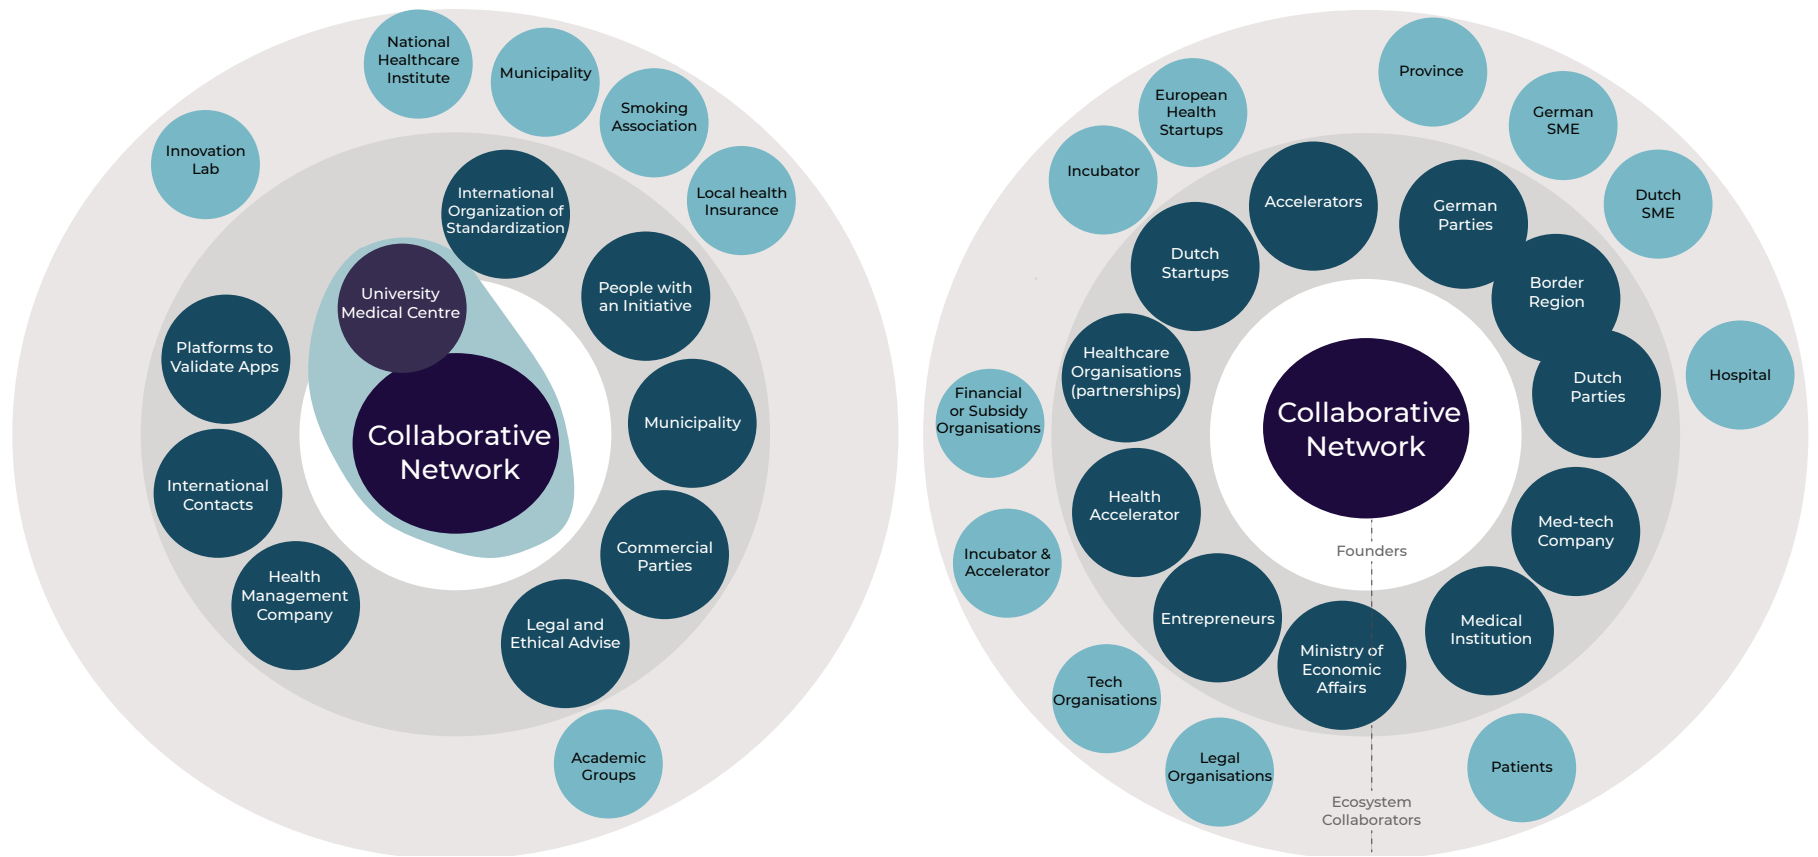 National
Healthcare
Institute
Municipality
Smoking
Association
Innovation
Lab
Local health
Insurance
International
Organization of
Standardization
University
Medical Centre
People with
an Initiative
Platforms to
Validate Apps
Municipality
Collaborative
Network
International
Contacts
Commercial
Parties
Health
Management
Company
Legal and
Ethical Advise
Academic
Groups
Province
European
Health
Startups
German
SME
Incubator
Dutch
SME
Accelerators
German
Parties
Dutch
Startups
Border
Region
Healthcare
Organisations
(partnerships)
Dutch
Parties
Hospital
Financial
or Subsidy
Organisations
Collaborative
Network
Health
Accelerator
Med-tech
Company
Founders
Incubator &
Accelerator
Entrepreneurs
Medical
Institution
Ministry of
Economic
Affairs
Tech
Organisations
Legal
Organisations
Patients
Ecosystem
Collaborators